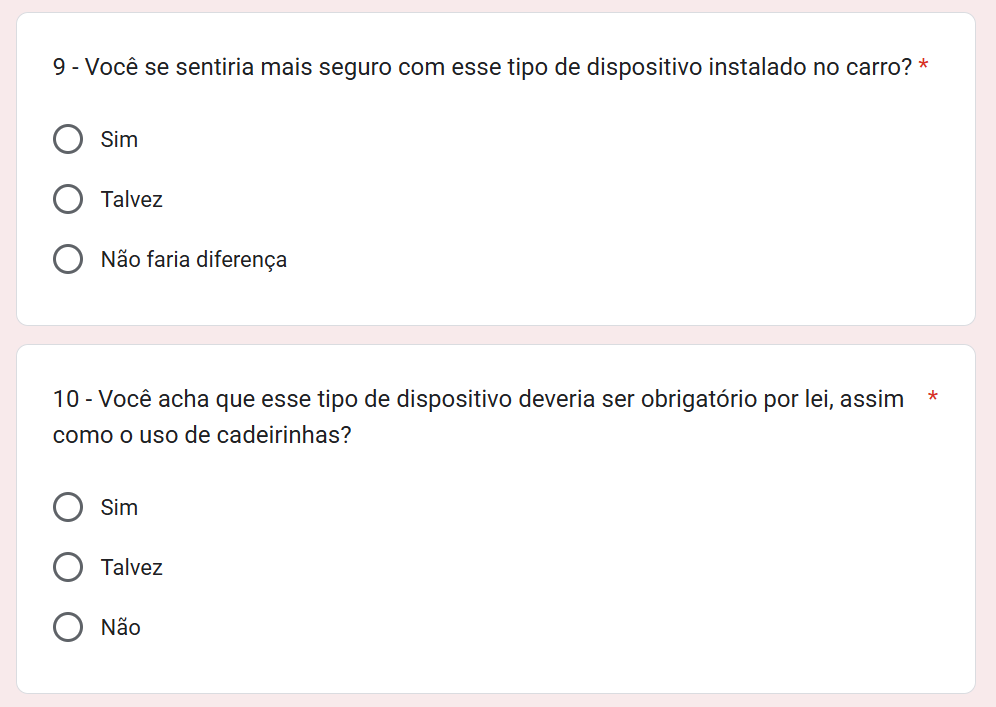 9 - Você se sentiria mais seguro com esse tipo de dispositivo instalado no carro? *
Sim
Talvez
Não faria diferença
10 - Você acha que esse tipo de dispositivo deveria ser obrigatório por lei, assim *
como o uso de cadeirinhas?
Sim
Talvez
Não